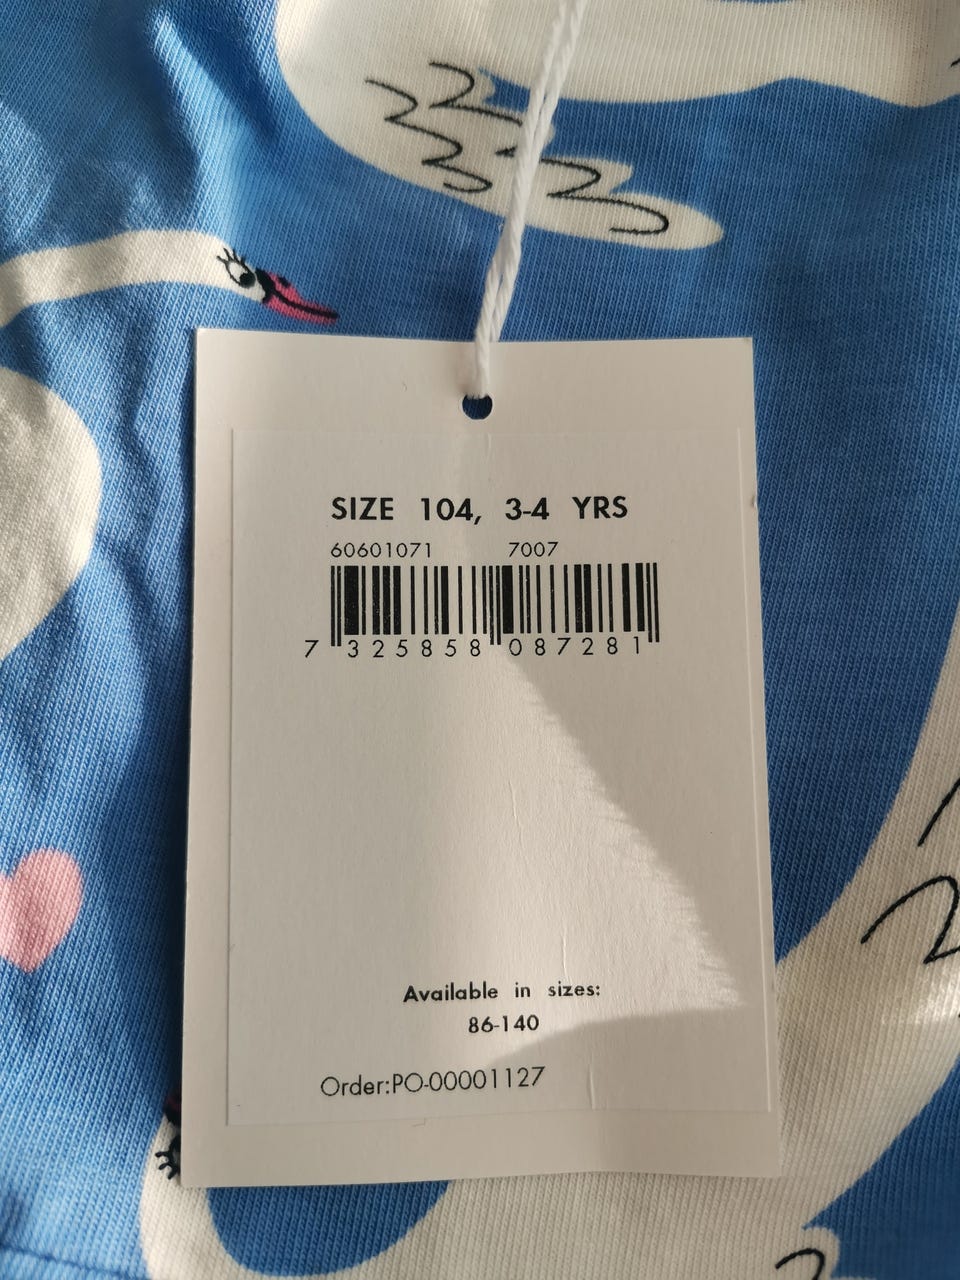 SIZE 104, 3-4 YRS
60601071 7007
7 325858 087281
Available in sizes:
86-140
Order:PO-00001127